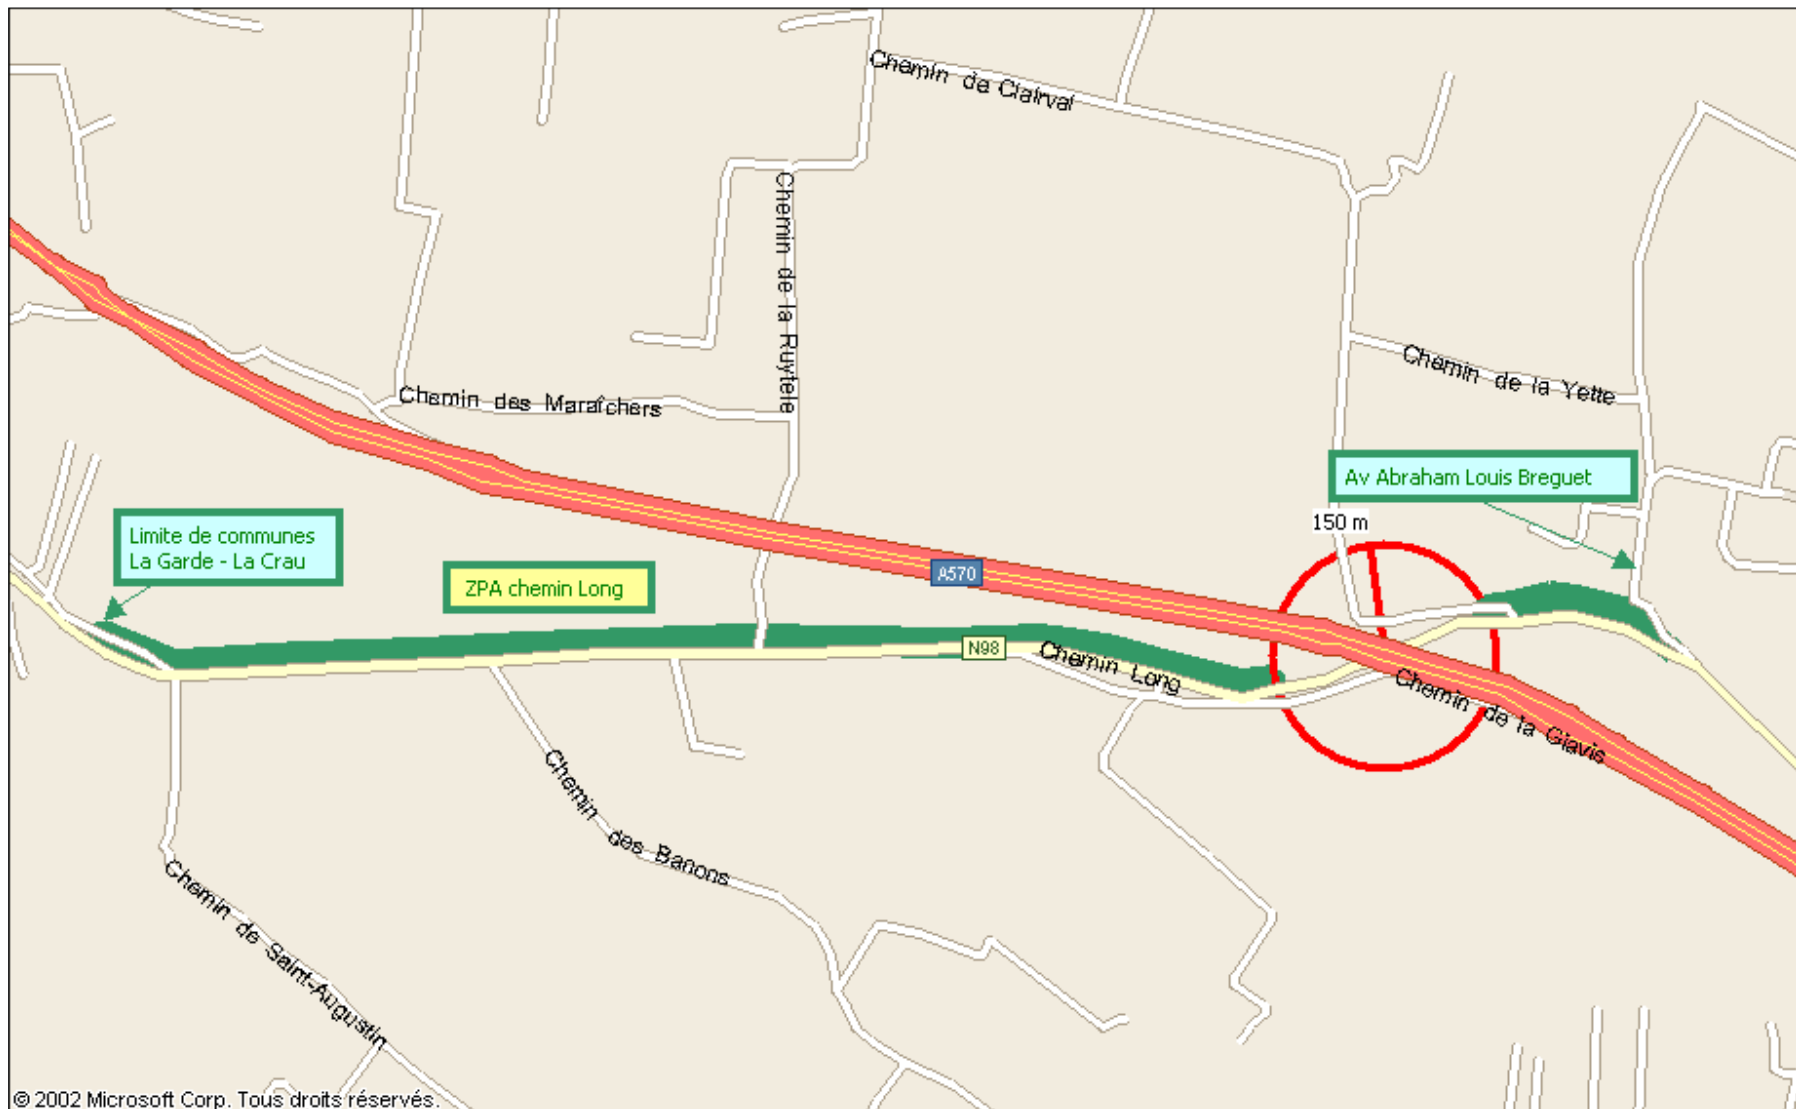 Chemin de Clairval
Chemin de la Ruytele
Chemin de la Yette
Chemin des Maraîchers
Av Abraham Louis Breguet
150 m
Limite de communes
La Garde - La Crau
ZPA chemin Long
A570
N98
Chemin Long
Chemin de la Giavis
Chemin des Banons
Chemin de Saint-Augustin
© 2002 Microsoft Corp. Tous droits réservés.